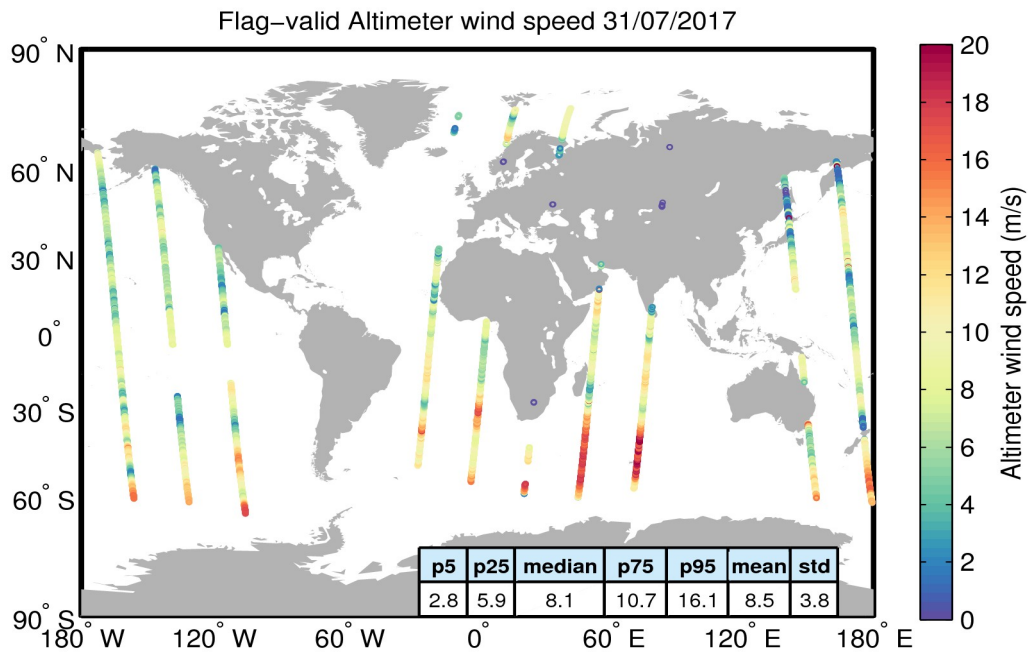 Flag−valid Altimeter wind speed 31/07/2017
90° N
60° N
30° N
0°
30° S
60° S
90° S
180° W
120° W
60° W
0°
60° E
120° E
180° E
p5 p25 median p75 p95 mean std
2.8 5.9 8.1 10.7 16.1 8.5 3.8
20
18
16
14
12
10
8
6
4
2
0
Altimeter wind speed (m/s)